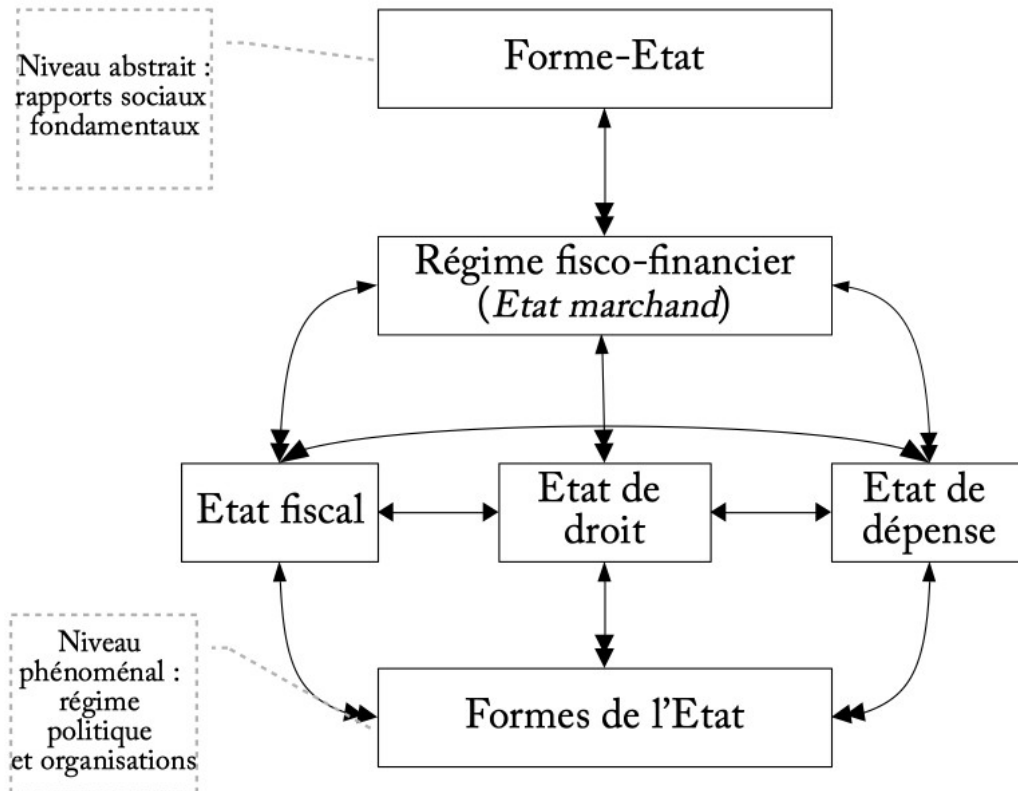 Niveau abstrait :
rapports sociaux
fondamentaux
Forme-Etat
Régime fisco-financier
(Etat marchand)
Etat fiscal
Etat de
droit
Etat de
dépense
Niveau
phénoménal :
régime
politique
et organisations
Formes de l'Etat